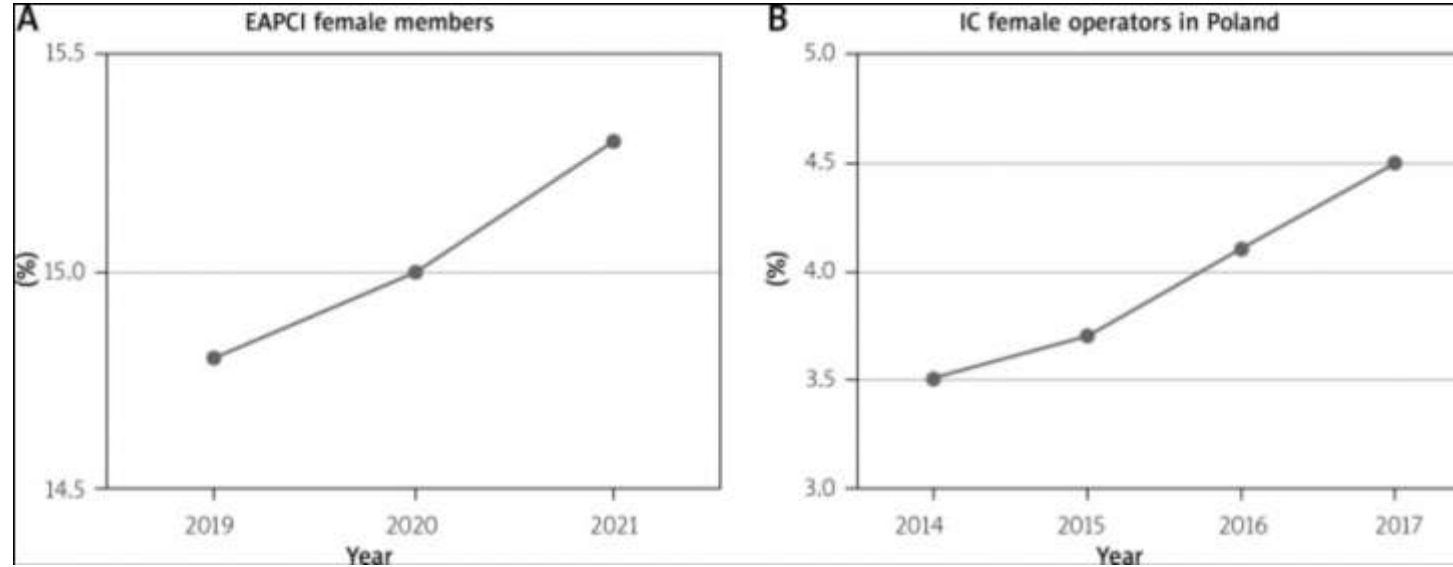 A
EAPCI female members
15.5
15.0
14.5
(%)
2019 2020 2021
Year
B
IC female operators in Poland
5.0
4.5
4.0
3.5
3.0
(%)
2014 2015 2016 2017
Year